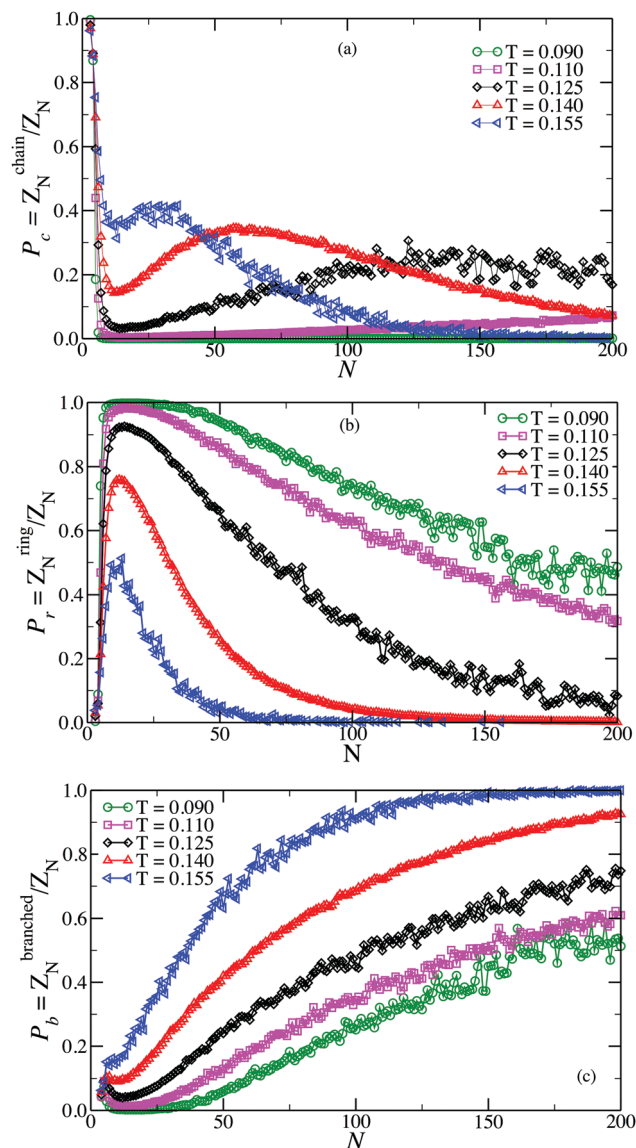 (a)
T = 0.090
T = 0.110
T = 0.125
T = 0.140
T = 0.155
P_c = Z_N^chain/Z_N
1.0
0.8
0.6
0.4
0.2
0.0
0 50 100 150 200
N
(b)
T = 0.090
T = 0.110
T = 0.125
T = 0.140
T = 0.155
P_r = Z_N^ring/Z_N
1.0
0.8
0.6
0.4
0.2
0.0
0 50 100 150 200
N
T = 0.090
T = 0.110
T = 0.125
T = 0.140
T = 0.155
P_b = Z_N^branched/Z_N
1.0
0.8
0.6
0.4
0.2
0.0
(c)
0 50 100 150 200
N